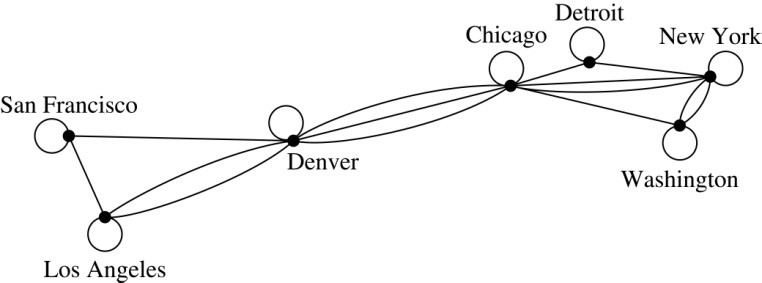 Detroit
Chicago
New York
San Francisco
Denver
Washington
Los Angeles